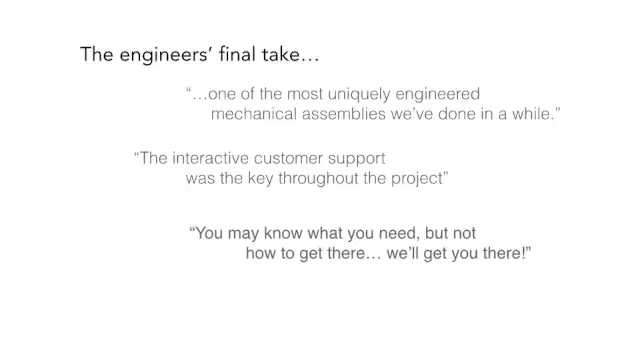 The engineers’ final take…
“…one of the most uniquely engineered
mechanical assemblies we’ve done in a while.”
“The interactive customer support
was the key throughout the project”
“You may know what you need, but not
how to get there… we’ll get you there!”